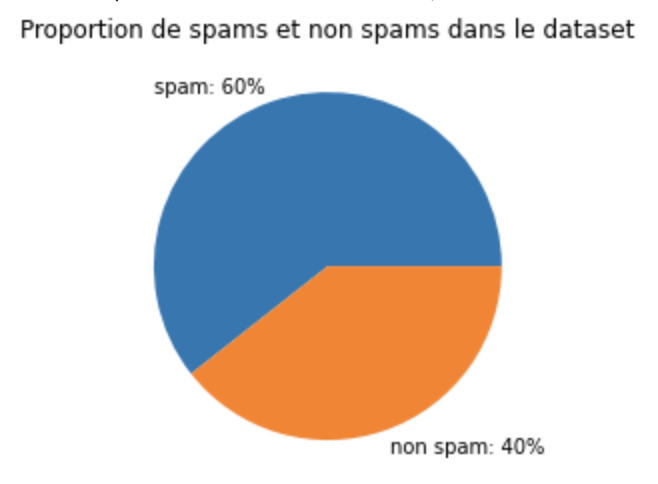 Proportion de spams et non spams dans le dataset
spam: 60%
non spam: 40%